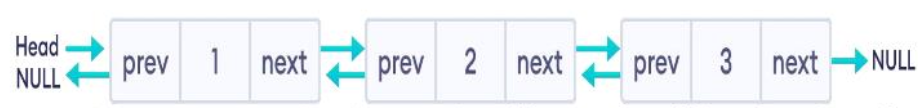 Head
NULL
prev 1 next
prev 2 next
prev 3 next
NULL